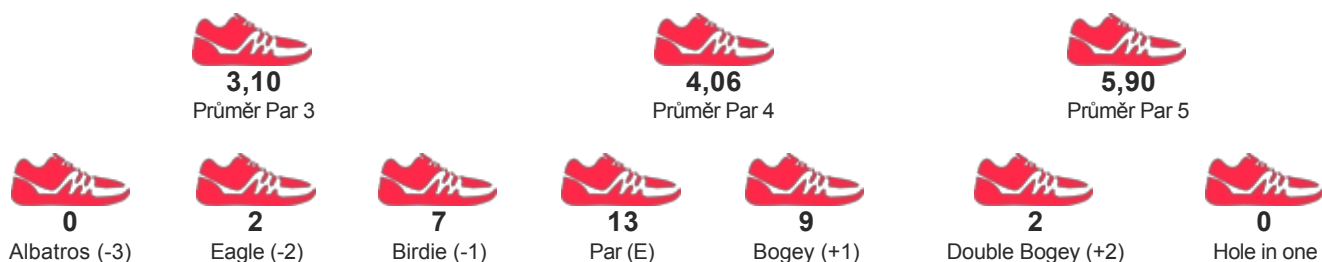 3,10
Průměr Par 3
4,06
Průměr Par 4
5,90
Průměr Par 5
0
Albatros (-3)
2
Eagle (-2)
7
Birdie (-1)
13
Par (E)
9
Bogey (+1)
2
Double Bogey (+2)
0
Hole in one